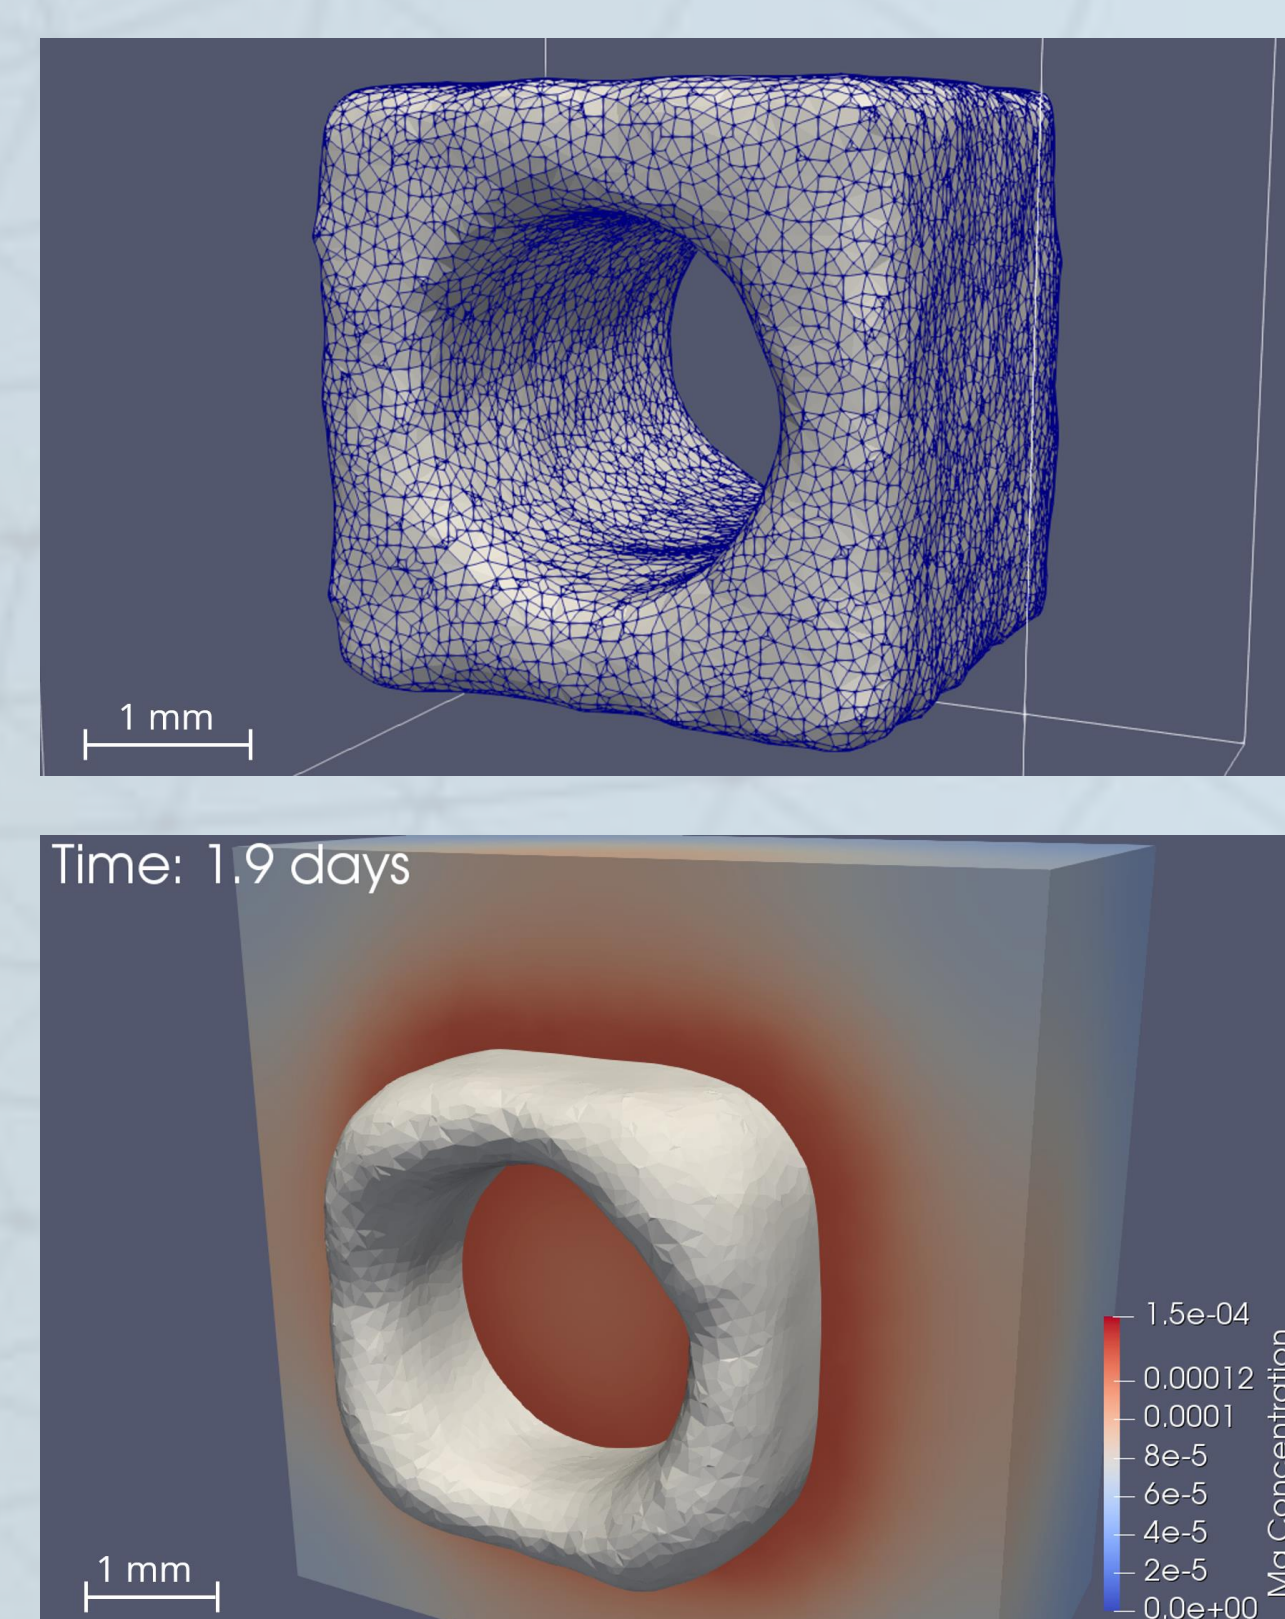 1 mm
Time: 1.9 days
1.5e-04
0.00012
0.0001
8e-5
6e-5
4e-5
2e-5
0.0e+00
Mg Concentration
1 mm